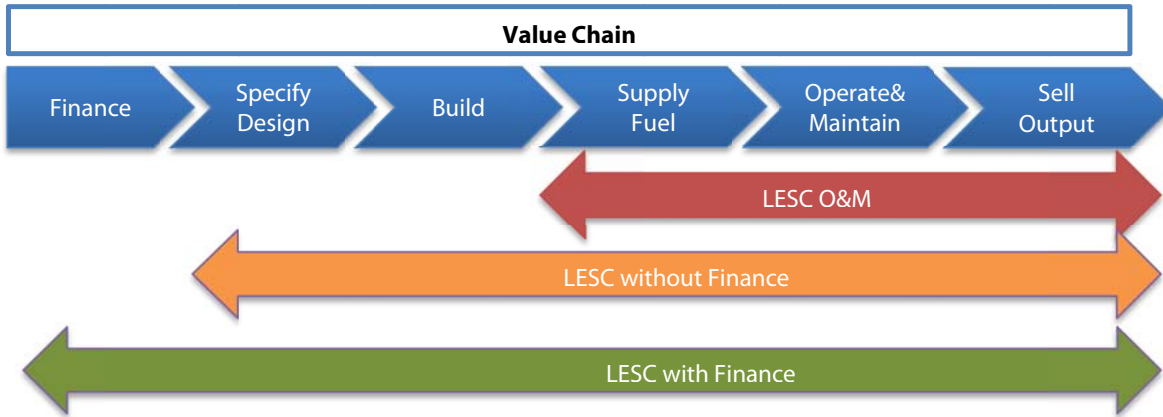 Value Chain
Finance
Specify
Design
Build
Supply
Fuel
Operate&
Maintain
Sell
Output
LESC O&M
LESC without Finance
LESC with Finance